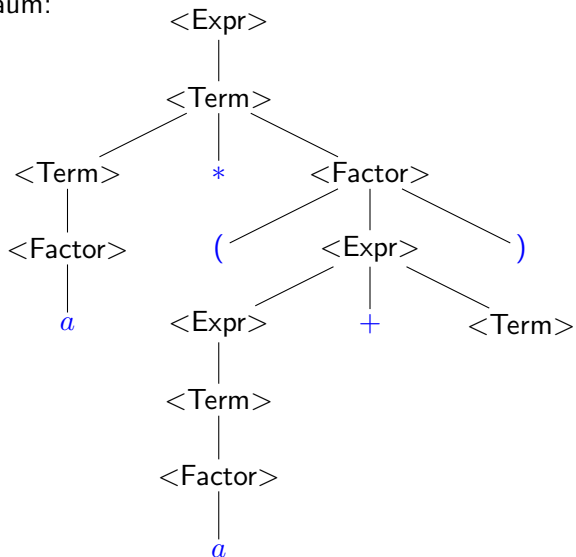 aum:
<Expr>
<Term>
<Term> * <Factor>
<Factor> ( <Expr> )
a <Expr> + <Term>
<Term>
<Factor>
a